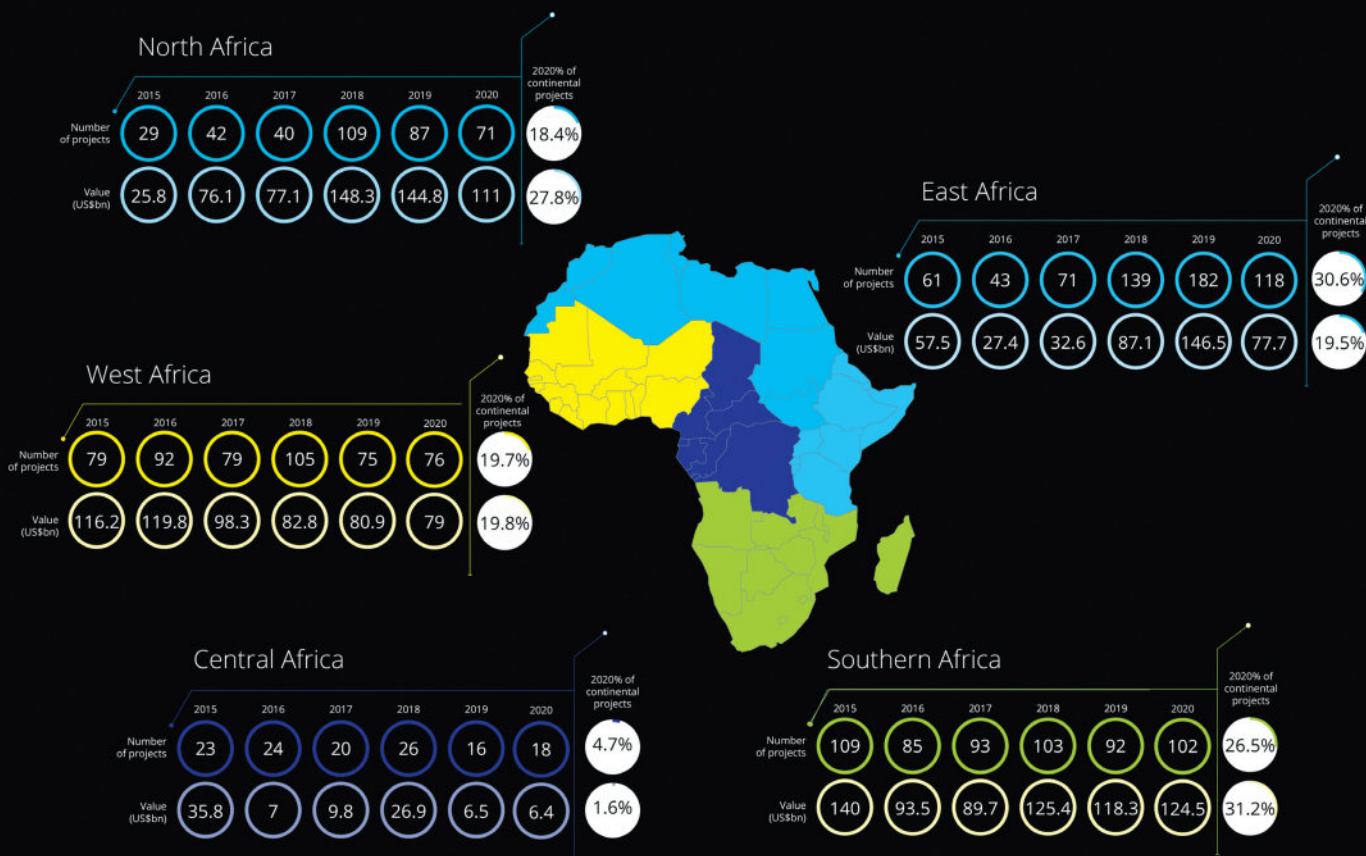 North Africa
2020% of
continental
projects
2015 2016 2017 2018 2019 2020
Number
of projects
29 42 40 109 87 71 18.4%
Value
(US$bn)
25.8 76.1 77.1 148.3 144.8 111 27.8%
East Africa
2020% of
continental
projects
2015 2016 2017 2018 2019 2020
Number
of projects
61 43 71 139 182 118 30.6%
Value
(US$bn)
57.5 27.4 32.6 87.1 146.5 77.7 19.5%
West Africa
2020% of
continental
projects
2015 2016 2017 2018 2019 2020
Number
of projects
79 92 79 105 75 76 19.7%
Value
(US$bn)
116.2 119.8 98.3 82.8 80.9 79 19.8%
Central Africa
2020% of
continental
projects
2015 2016 2017 2018 2019 2020
Number
of projects
23 24 20 26 16 18 4.7%
Value
(US$bn)
35.8 7 9.8 26.9 6.5 6.4 1.6%
Southern Africa
2020% of
continental
projects
2015 2016 2017 2018 2019 2020
Number
of projects
109 85 93 103 92 102 26.5%
Value
(US$bn)
140 93.5 89.7 125.4 118.3 124.5 31.2%